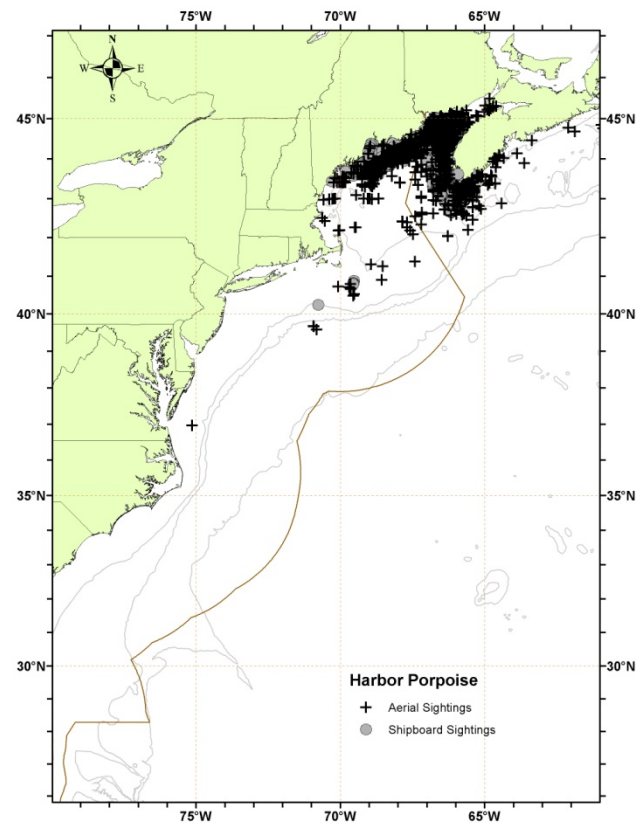 75°W 70°W 65°W
N
W E
S
45°N 45°N
40°N 40°N
35°N 35°N
30°N 30°N
Harbor Porpoise
Aerial Sightings
Shipboard Sightings
75°W 70°W 65°W